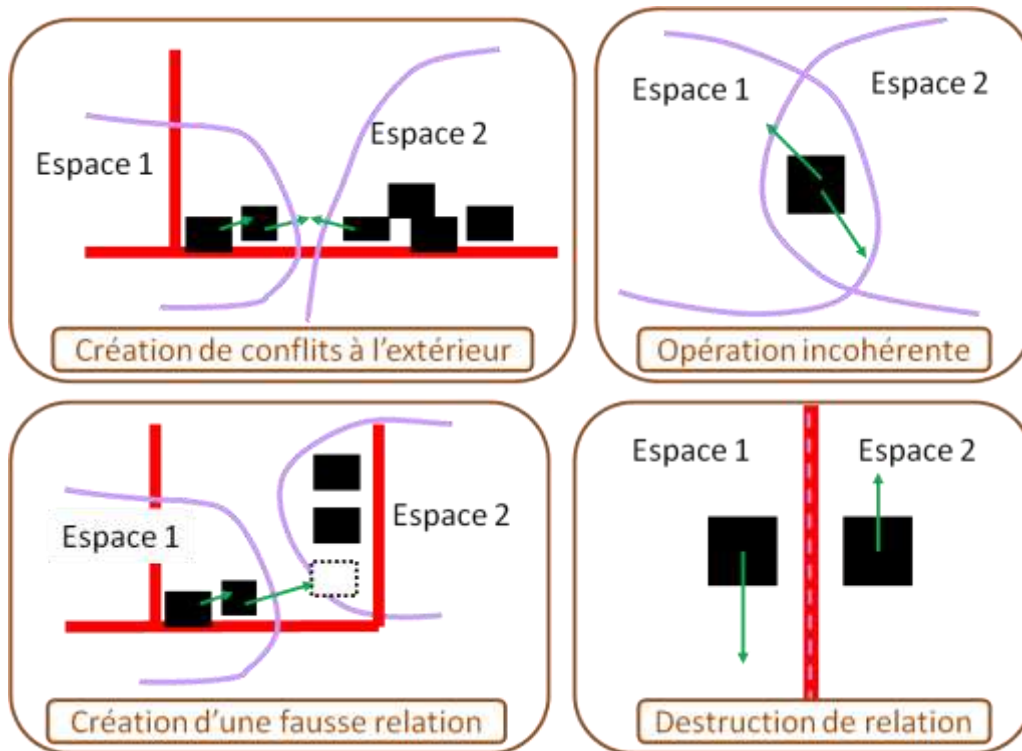 Espace 1
Espace 2
Création de conflits à l'extérieur
Espace 1
Espace 2
Opération incohérente
Espace 1
Espace 2
Création d'une fausse relation
Espace 1
Espace 2
Destruction de relation